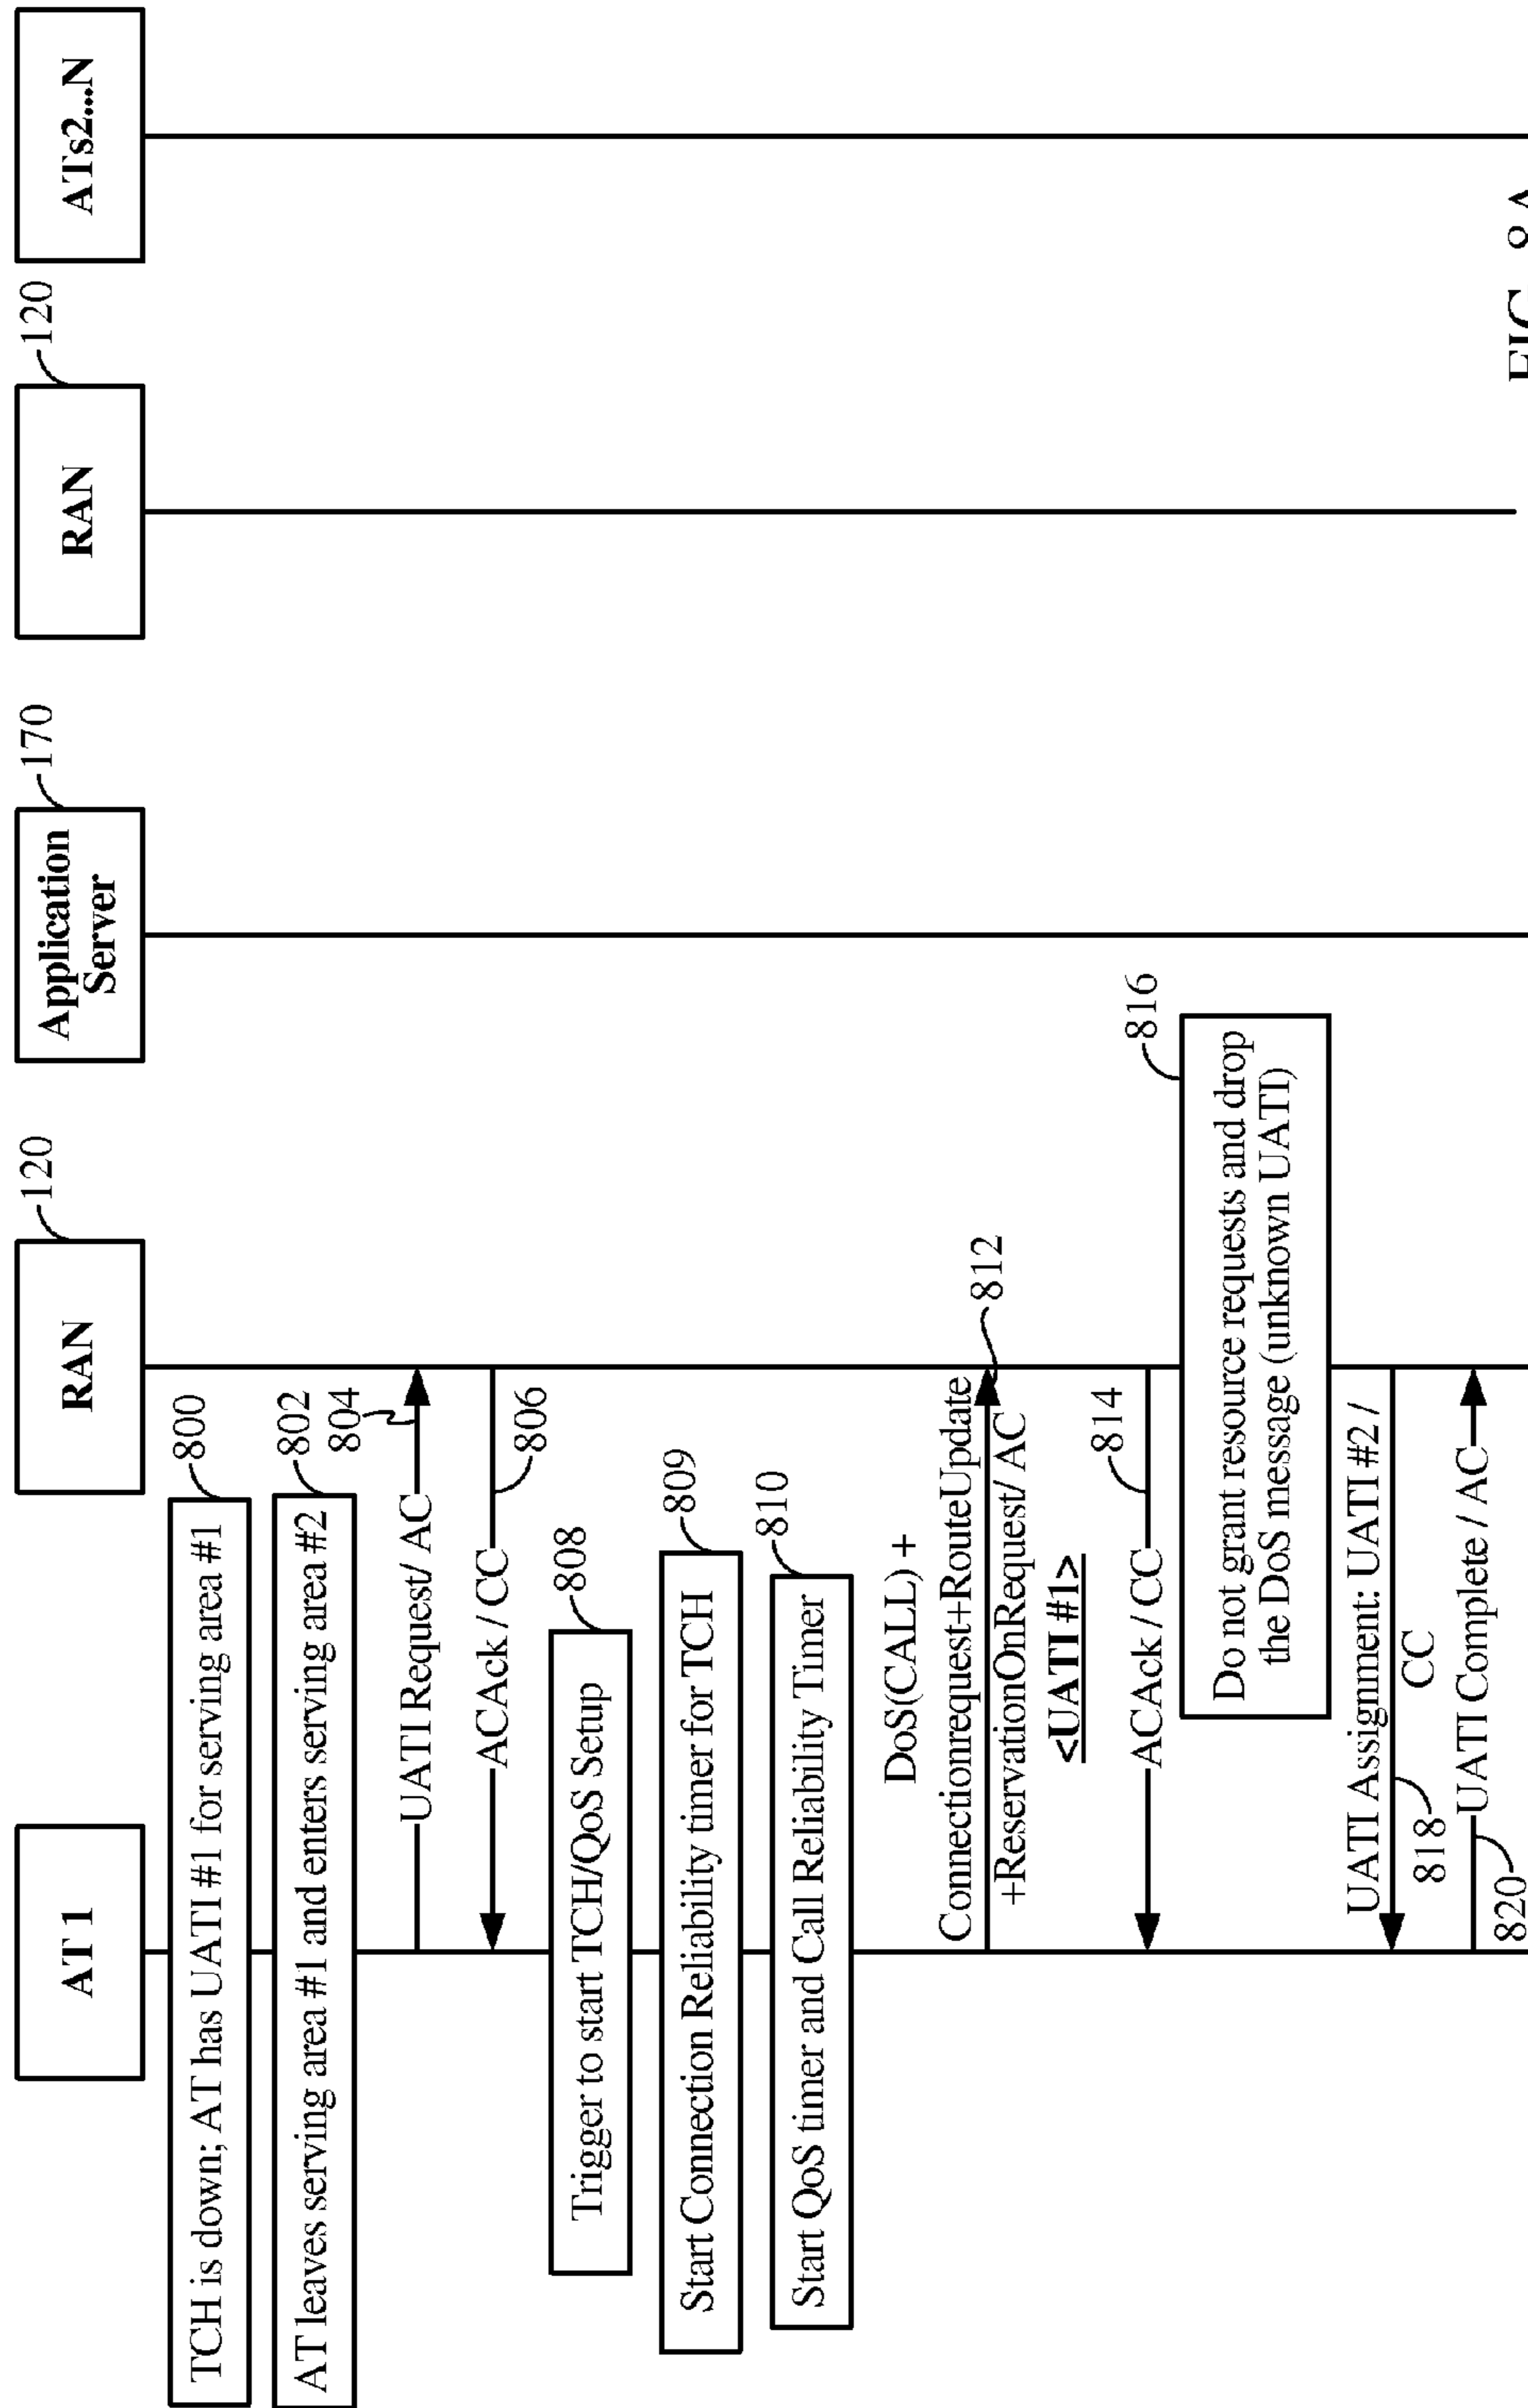 AT 1
RAN
120
Application
Server
170
RAN
120
ATs2...N
TCH is down; AT has UATI #1 for serving area #1
800
AT leaves serving area #1 and enters serving area #2
802
804
UATI Request/ AC
ACAck / CC
806
Trigger to start TCH/QoS Setup
808
Start Connection Reliability timer for TCH
809
Start QoS timer and Call Reliability Timer
810
DoS(CALL) +
Connectionrequest+RouteUpdate
+ReservationOnRequest/ AC
<UATI #1>
812
ACAck / CC
814
Do not grant resource requests and drop
the DoS message (unknown UATI)
816
UATI Assignment: UATI #2 /
CC
818
UATI Complete / AC
820
FIG. 8A